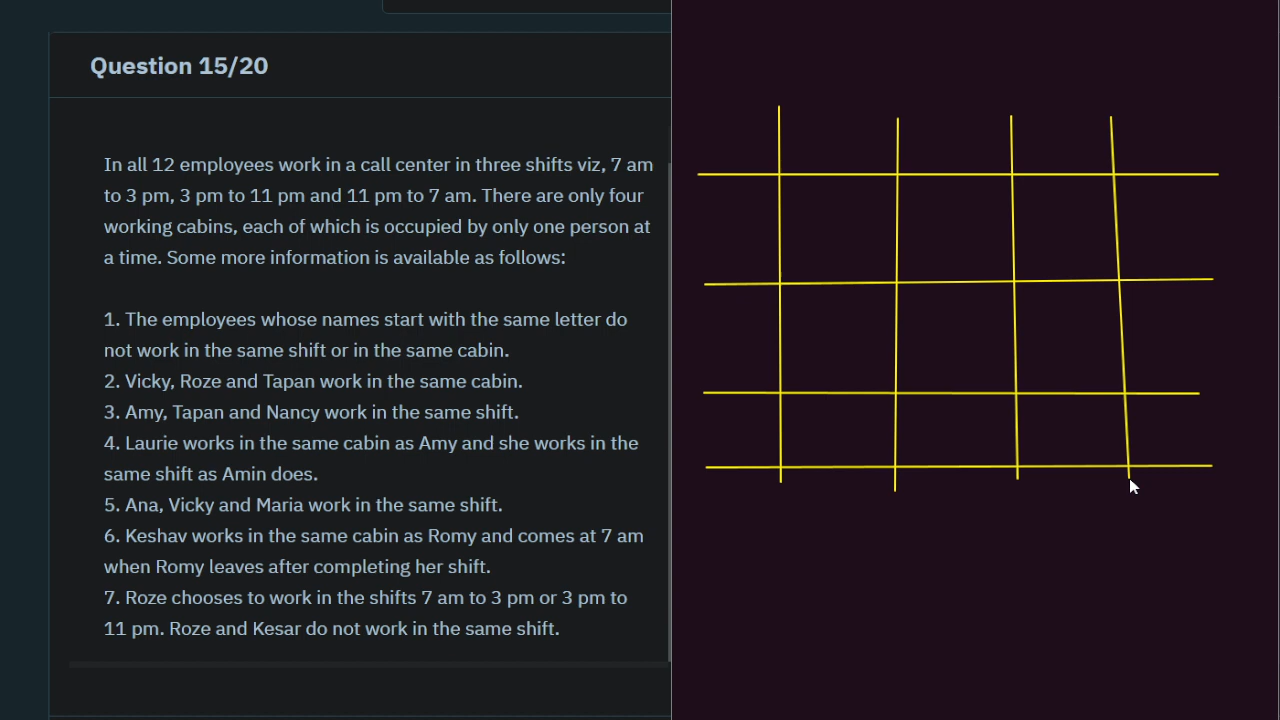 Question 15/20
In all 12 employees work in a call center in three shifts viz, 7 am
to 3 pm, 3 pm to 11 pm and 11 pm to 7 am. There are only four
working cabins, each of which is occupied by only one person at
a time. Some more information is available as follows:
1. The employees whose names start with the same letter do
not work in the same shift or in the same cabin.
2. Vicky, Roze and Tapan work in the same cabin.
3. Amy, Tapan and Nancy work in the same shift.
4. Laurie works in the same cabin as Amy and she works in the
same shift as Amin does.
5. Ana, Vicky and Maria work in the same shift.
6. Keshav works in the same cabin as Romy and comes at 7 am
when Romy leaves after completing her shift.
7. Roze chooses to work in the shifts 7 am to 3 pm or 3 pm to
11 pm. Roze and Kesar do not work in the same shift.